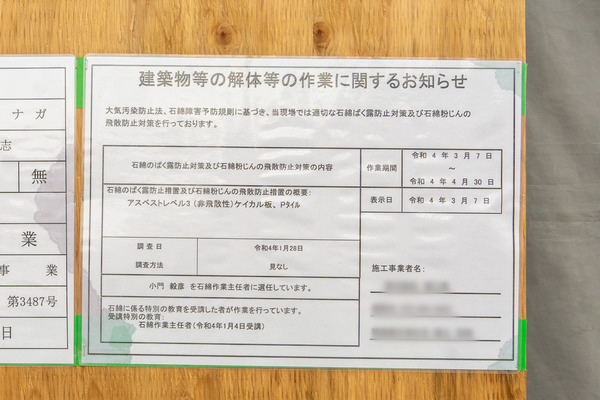 建築物等の解体等の作業に関するお知らせ
大気汚染防止法、石綿障害予防規則に基づき、当現場では適切な石綿ばく露防止対策及び石綿粉じんの
飛散防止対策を行っております。
石綿のばく露防止対策及び石綿粉じんの飛散防止対策の内容
作業期間
令和 4 年 3 月 7 日
～
令和 4 年 4 月 30 日
表示日
令和 4 年 3 月 7 日
石綿のばく露防止措置及び石綿粉じんの飛散防止措置の概要:
アスベストレベル3 (非飛散性)ケイカル板、Pタイル
調査日
令和4年1月28日
調査方法
見なし
小門 毅彦 を石綿作業主任者に選任しています。
石綿に係る特別の教育を受講した者が作業を行っています。
受講特別の教育:
石綿作業主任者(令和4年1月4日受講)
施工事業者名:
ナガ
志
無
業
事業
第3487号
日